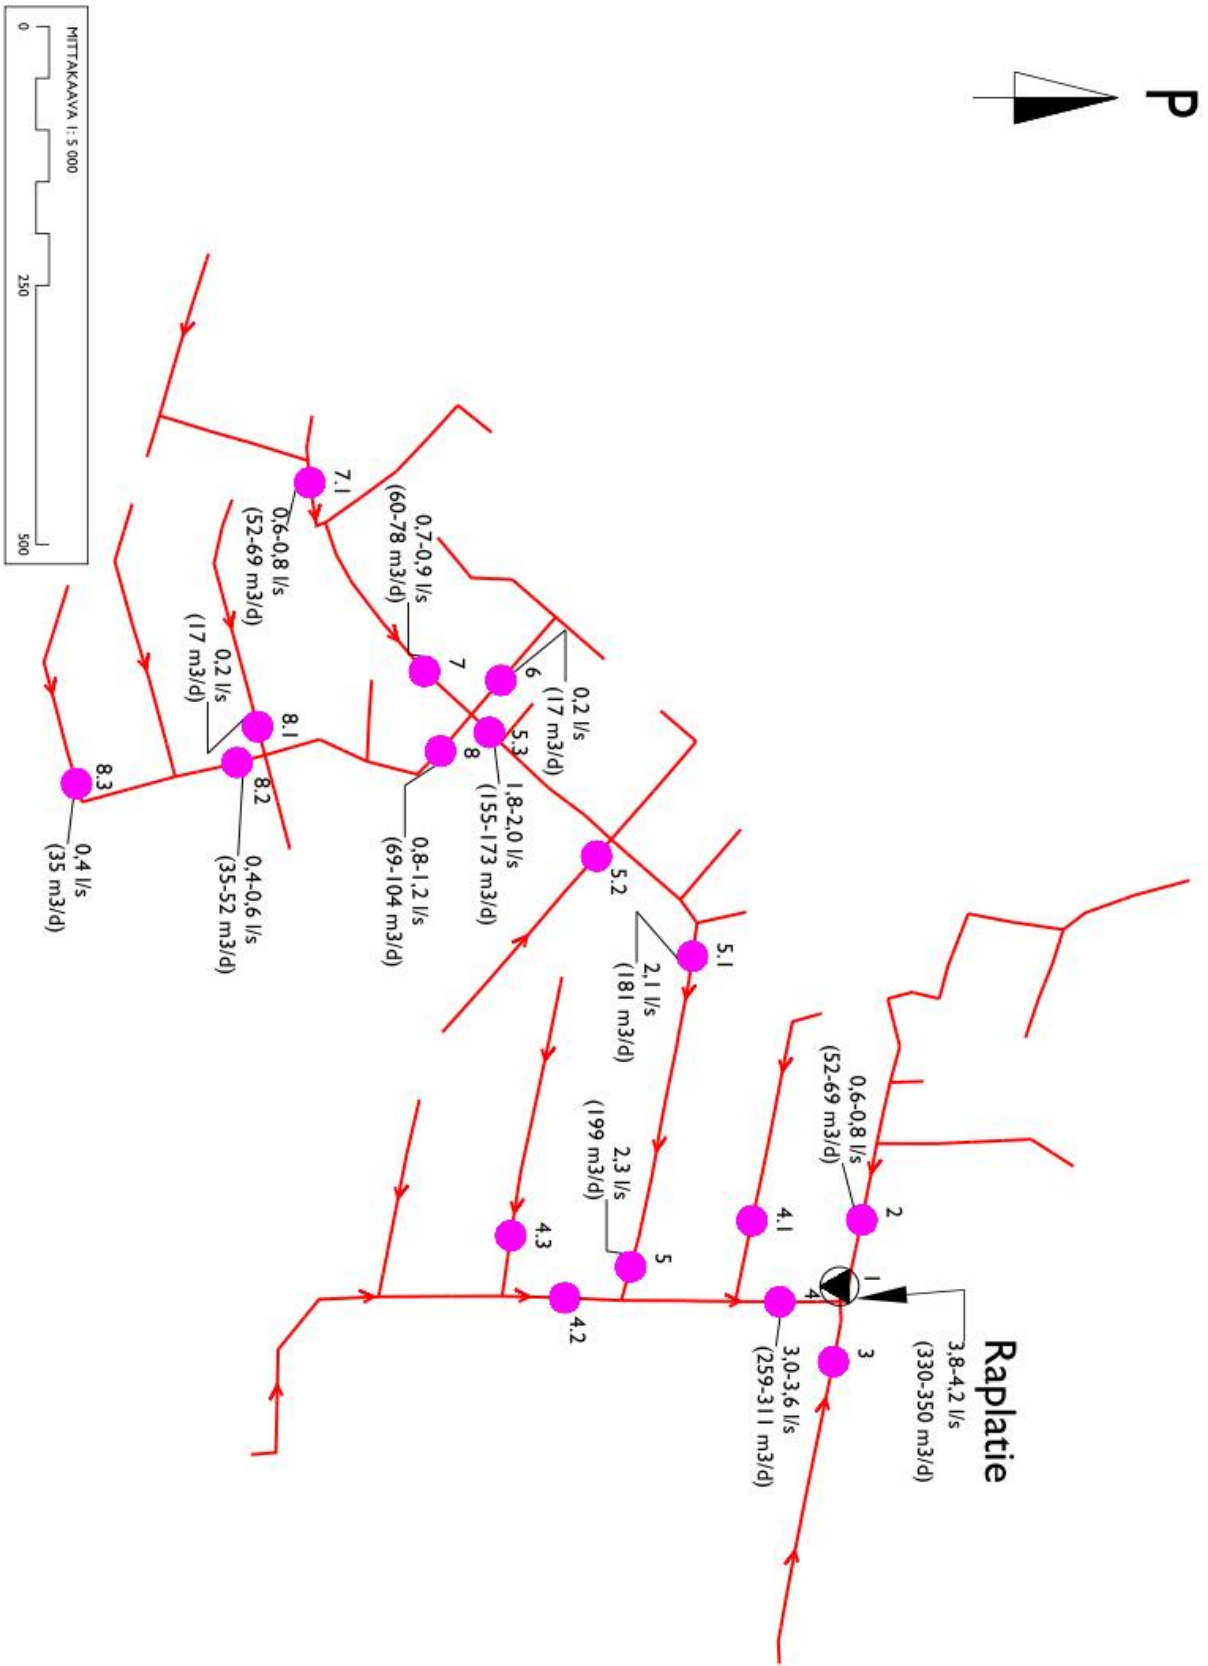 P
MITTAKAAVA 1: 5 000
0
250
500
Raplatie
1
3,8-4,2 l/s
(330-350 m3/d)
2
0,6-0,8 l/s
(52-69 m3/d)
3
4
3,0-3,6 l/s
(259-311 m3/d)
4.1
4.2
4.3
5
2,3 l/s
(199 m3/d)
5.1
2,1 l/s
(181 m3/d)
5.2
5.3
1,8-2,0 l/s
(155-173 m3/d)
6
0,2 l/s
(17 m3/d)
7
0,7-0,9 l/s
(60-78 m3/d)
7.1
0,6-0,8 l/s
(52-69 m3/d)
8
0,8-1,2 l/s
(69-104 m3/d)
8.1
0,2 l/s
(17 m3/d)
8.2
0,4-0,6 l/s
(35-52 m3/d)
8.3
0,4 l/s
(35 m3/d)